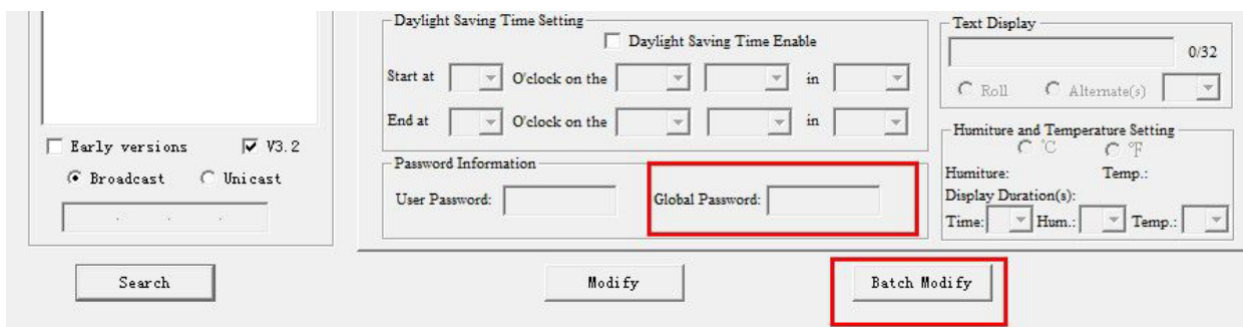 Daylight Saving Time Setting
Daylight Saving Time Enable
Start at O'clock on the in
End at O'clock on the in
Password Information
User Password: Global Password:
Text Display
0/32
Roll Alternate(s)
Humiture and Temperature Setting
°C °F
Humiture: Temp.:
Display Duration(s):
Time: Hum.: Temp.:
Early versions V3.2
Broadcast Unicast
. . .
Search Modify Batch Modify